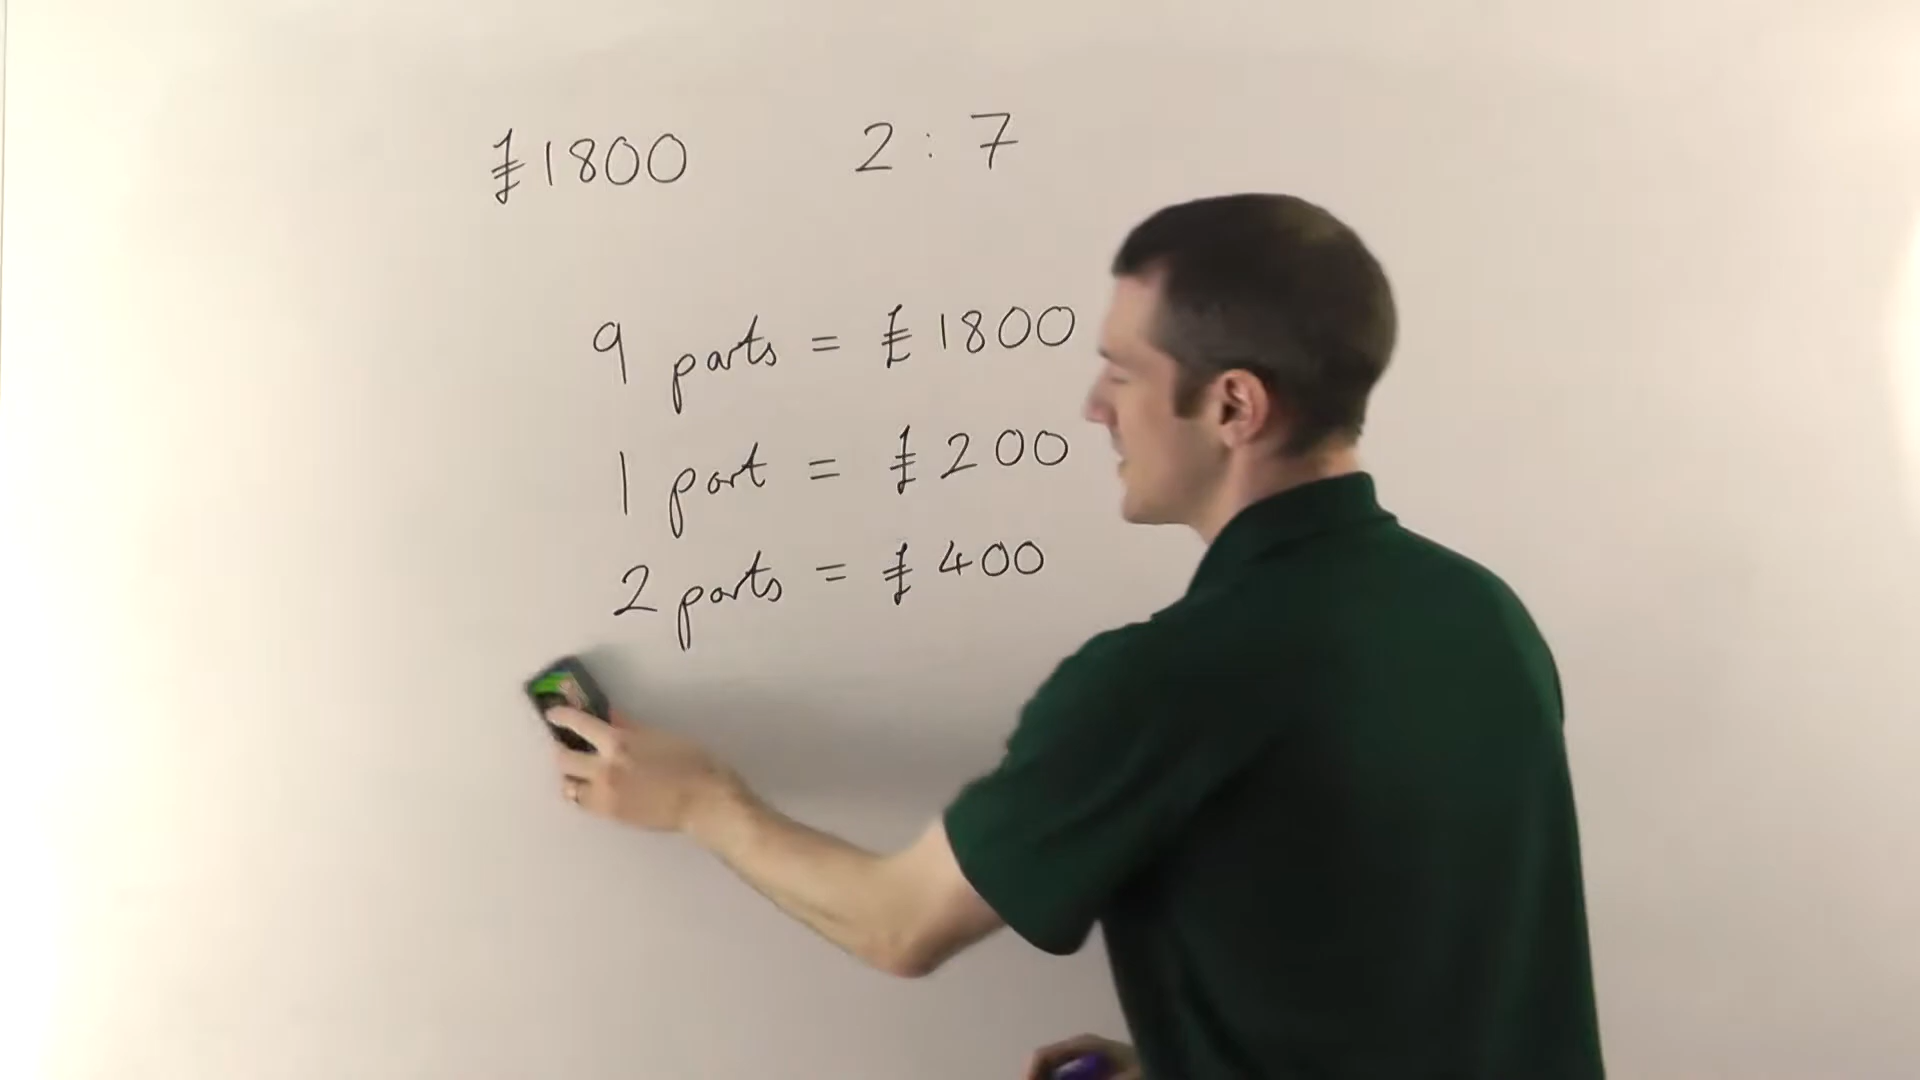 £1800 2 : 7
9 parts = £1800
1 part = £200
2 parts = £400